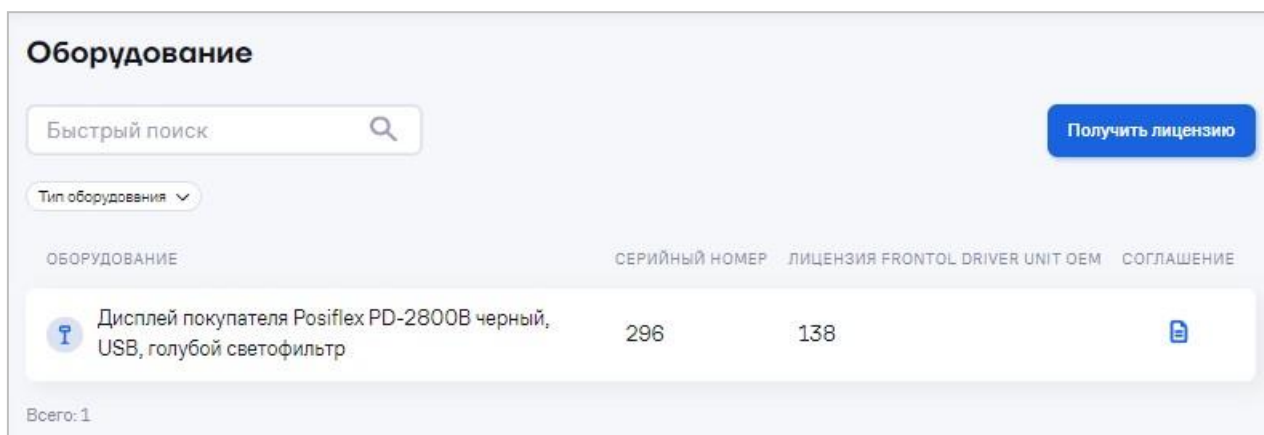 Оборудование
Быстрый поиск
Получить лицензию
Тип оборудования
ОБОРУДОВАНИЕ СЕРИЙНЫЙ НОМЕР ЛИЦЕНЗИЯ FRONTOL DRIVER UNIT OEM СОГЛАШЕНИЕ
Дисплей покупателя Posiflex PD-2800B черный,
USB, голубой светофильтр
296 138
Всего: 1